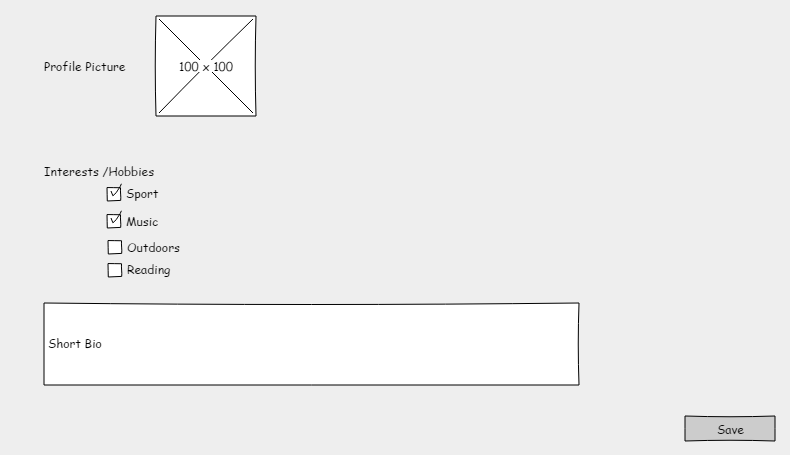 Profile Picture
100 x 100
Interests /Hobbies
Sport
Music
Outdoors
Reading
Short Bio
Save